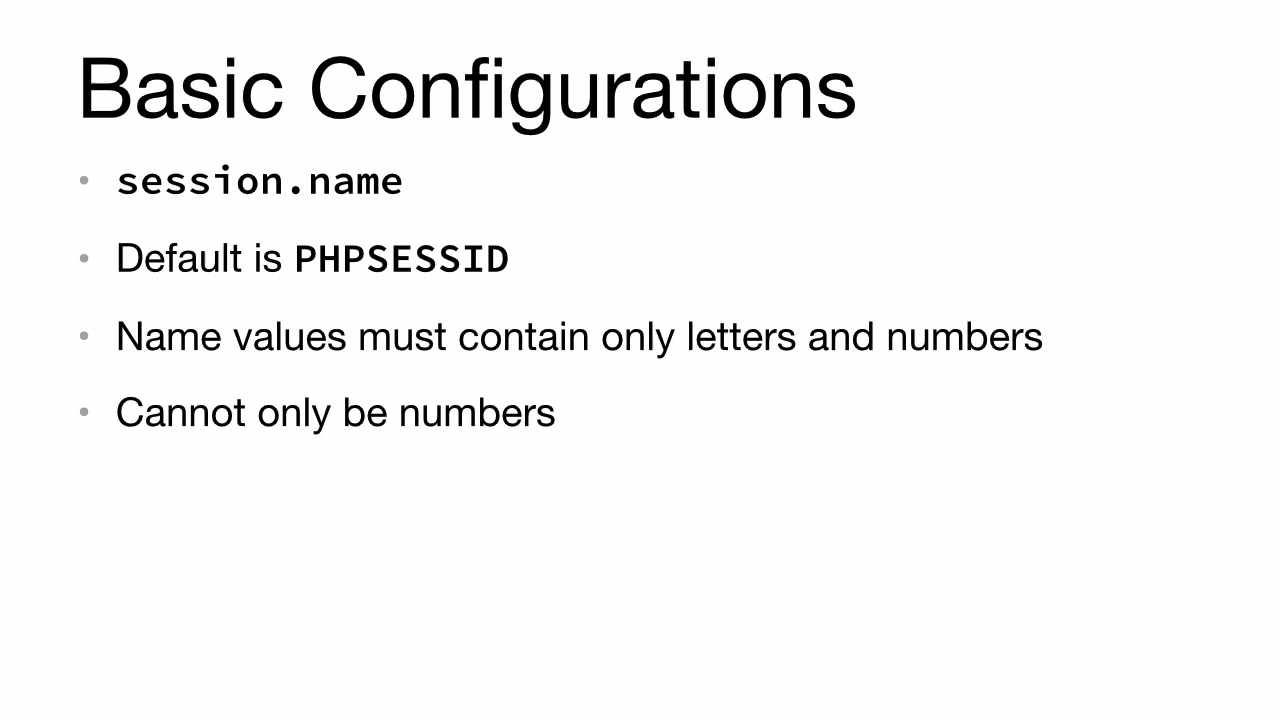 Basic Configurations
• session.name
• Default is PHPSESSID
• Name values must contain only letters and numbers
• Cannot only be numbers